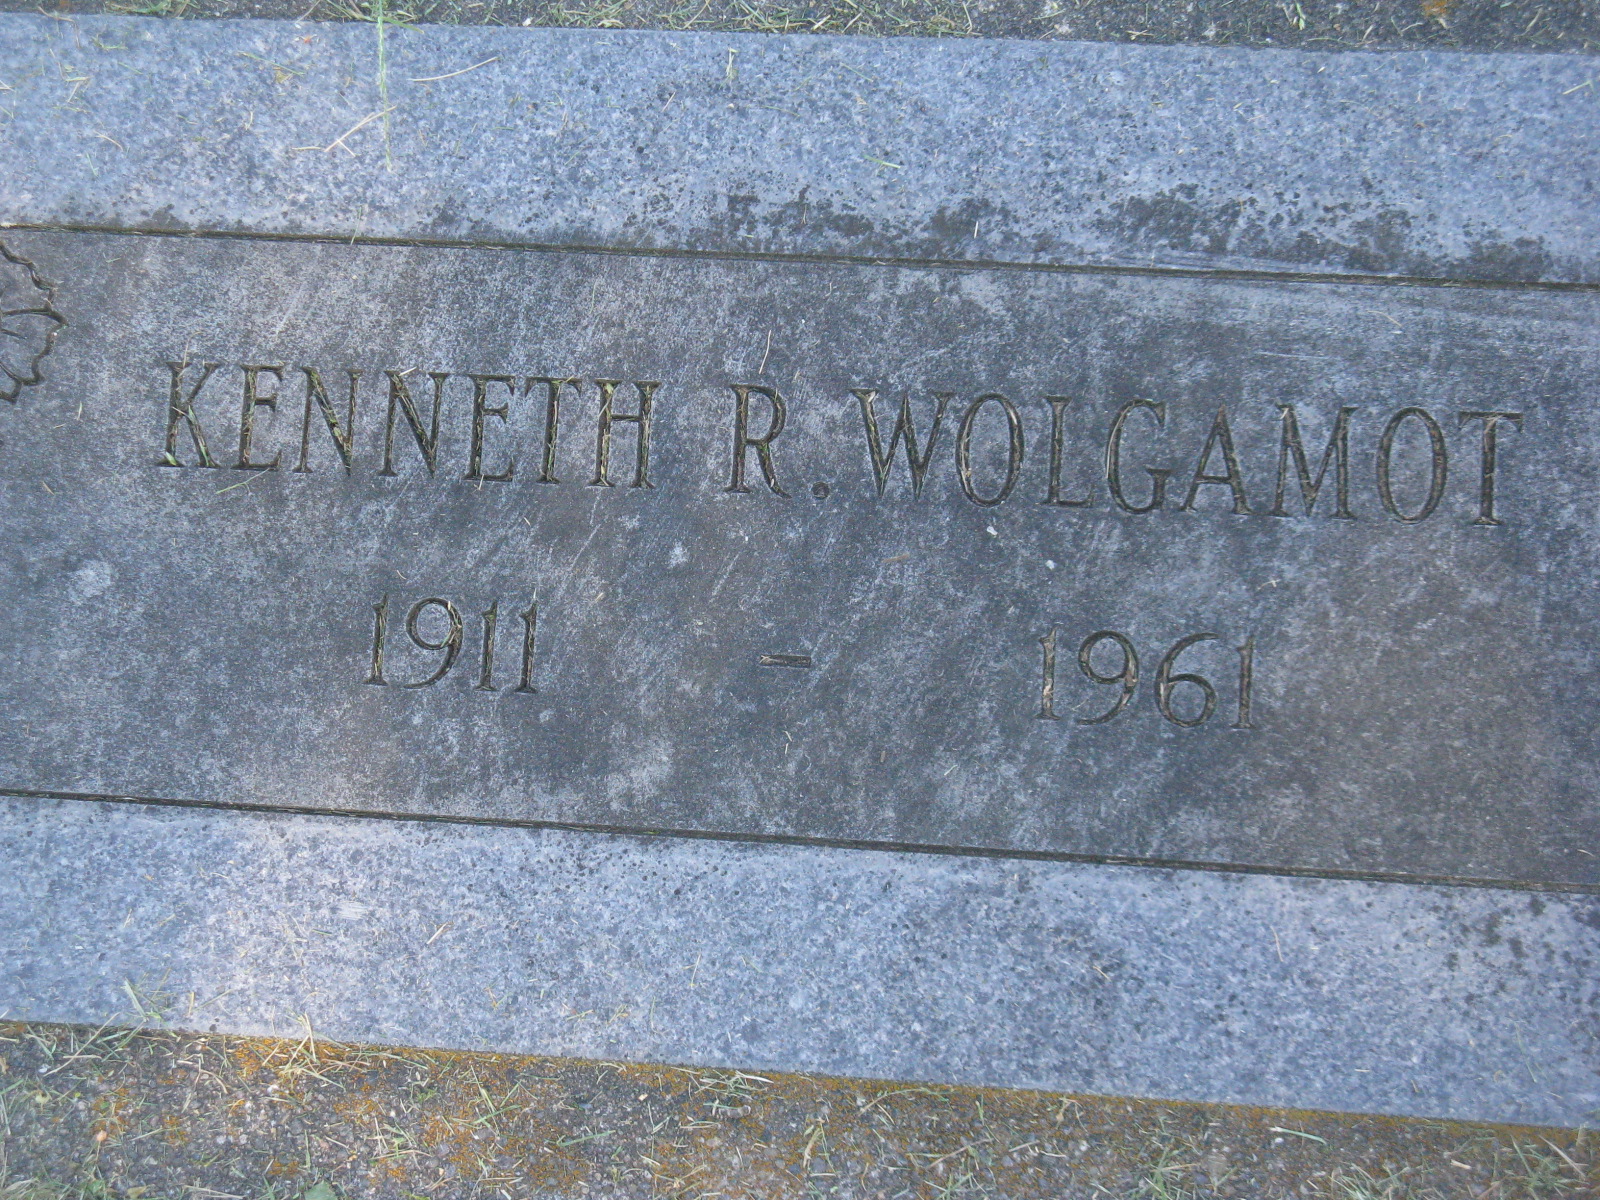 KENNETH R. WOLGAMOT
1911 - 1961